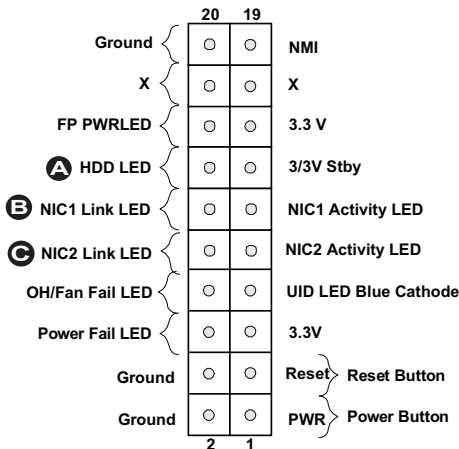 20 19
Ground NMI
X X
FP PWRLED 3.3 V
A HDD LED 3/3V Stby
B NIC1 Link LED NIC1 Activity LED
C NIC2 Link LED NIC2 Activity LED
OH/Fan Fail LED UID LED Blue Cathode
Power Fail LED 3.3V
Ground Reset Reset Button
Ground PWR Power Button
2 1